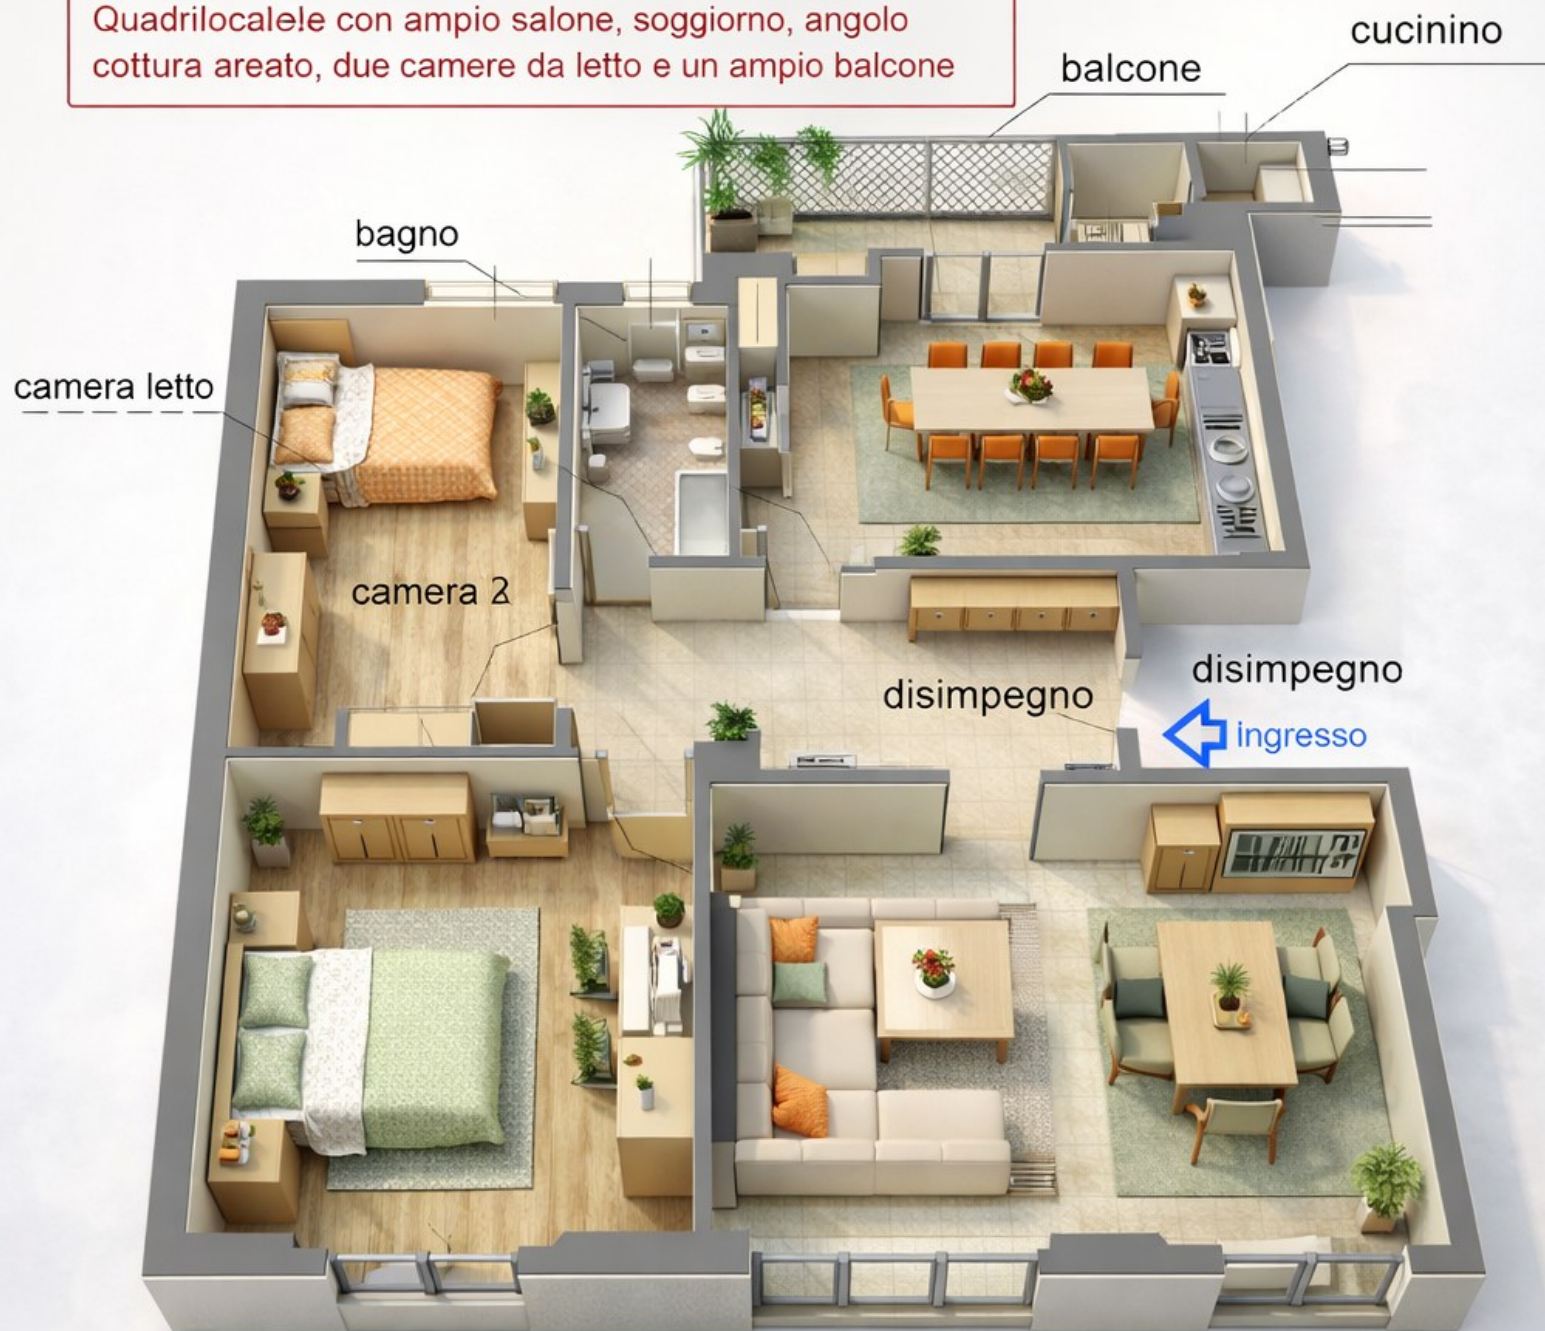 Quadrilocale!e con ampio salone, soggiorno, angolo
cottura areato, due camere da letto e un ampio balcone
cucinino
balcone
bagno
camera letto
camera 2
disimpegno
disimpegno
ingresso